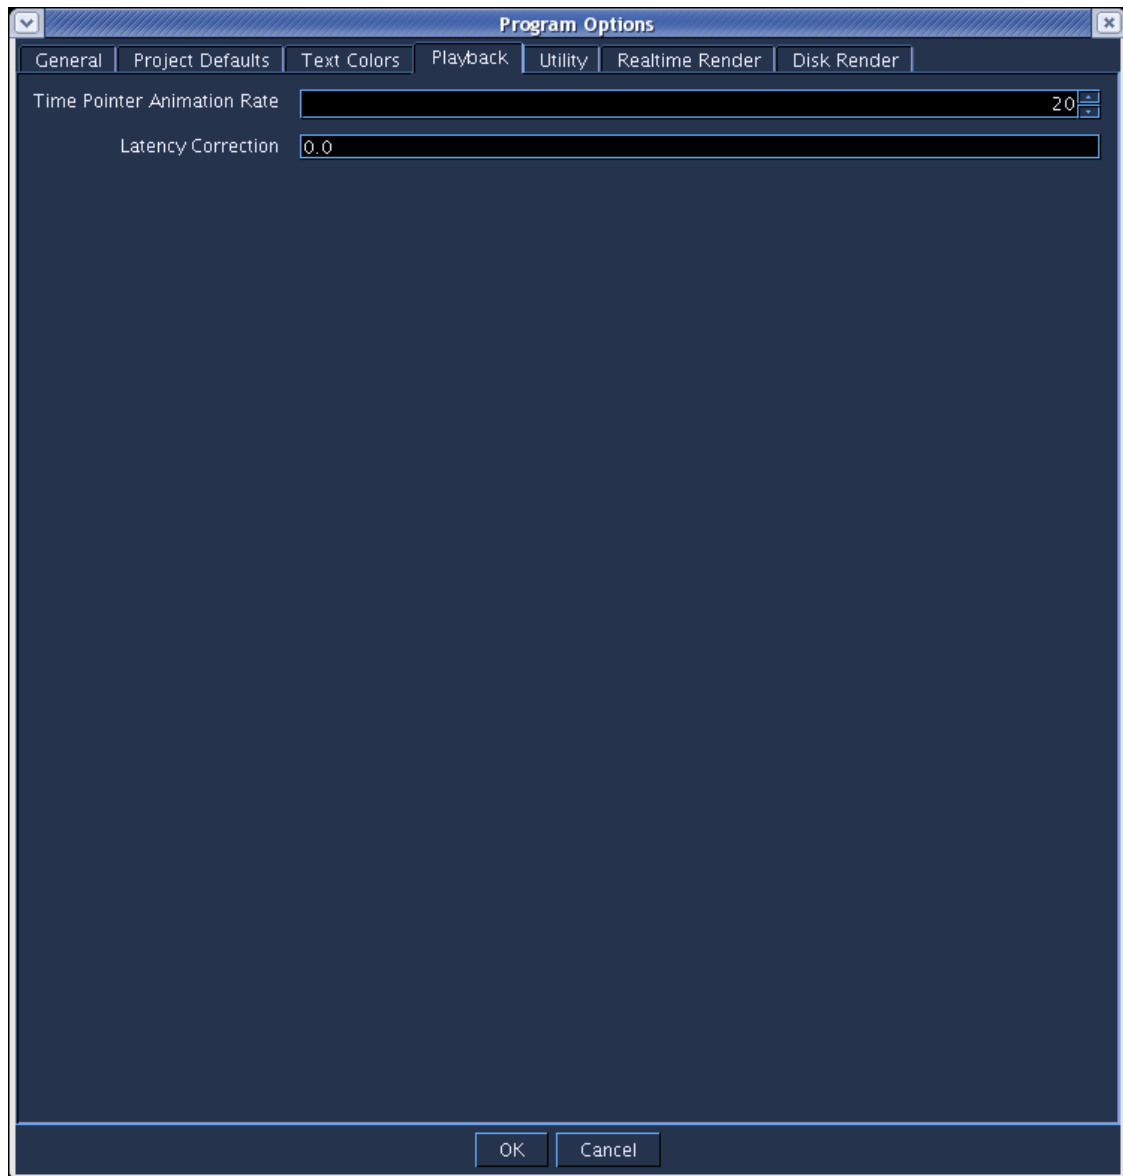 Program Options
General Project Defaults Text Colors Playback Utility Realtime Render Disk Render
Time Pointer Animation Rate 20
Latency Correction 0.0
OK Cancel